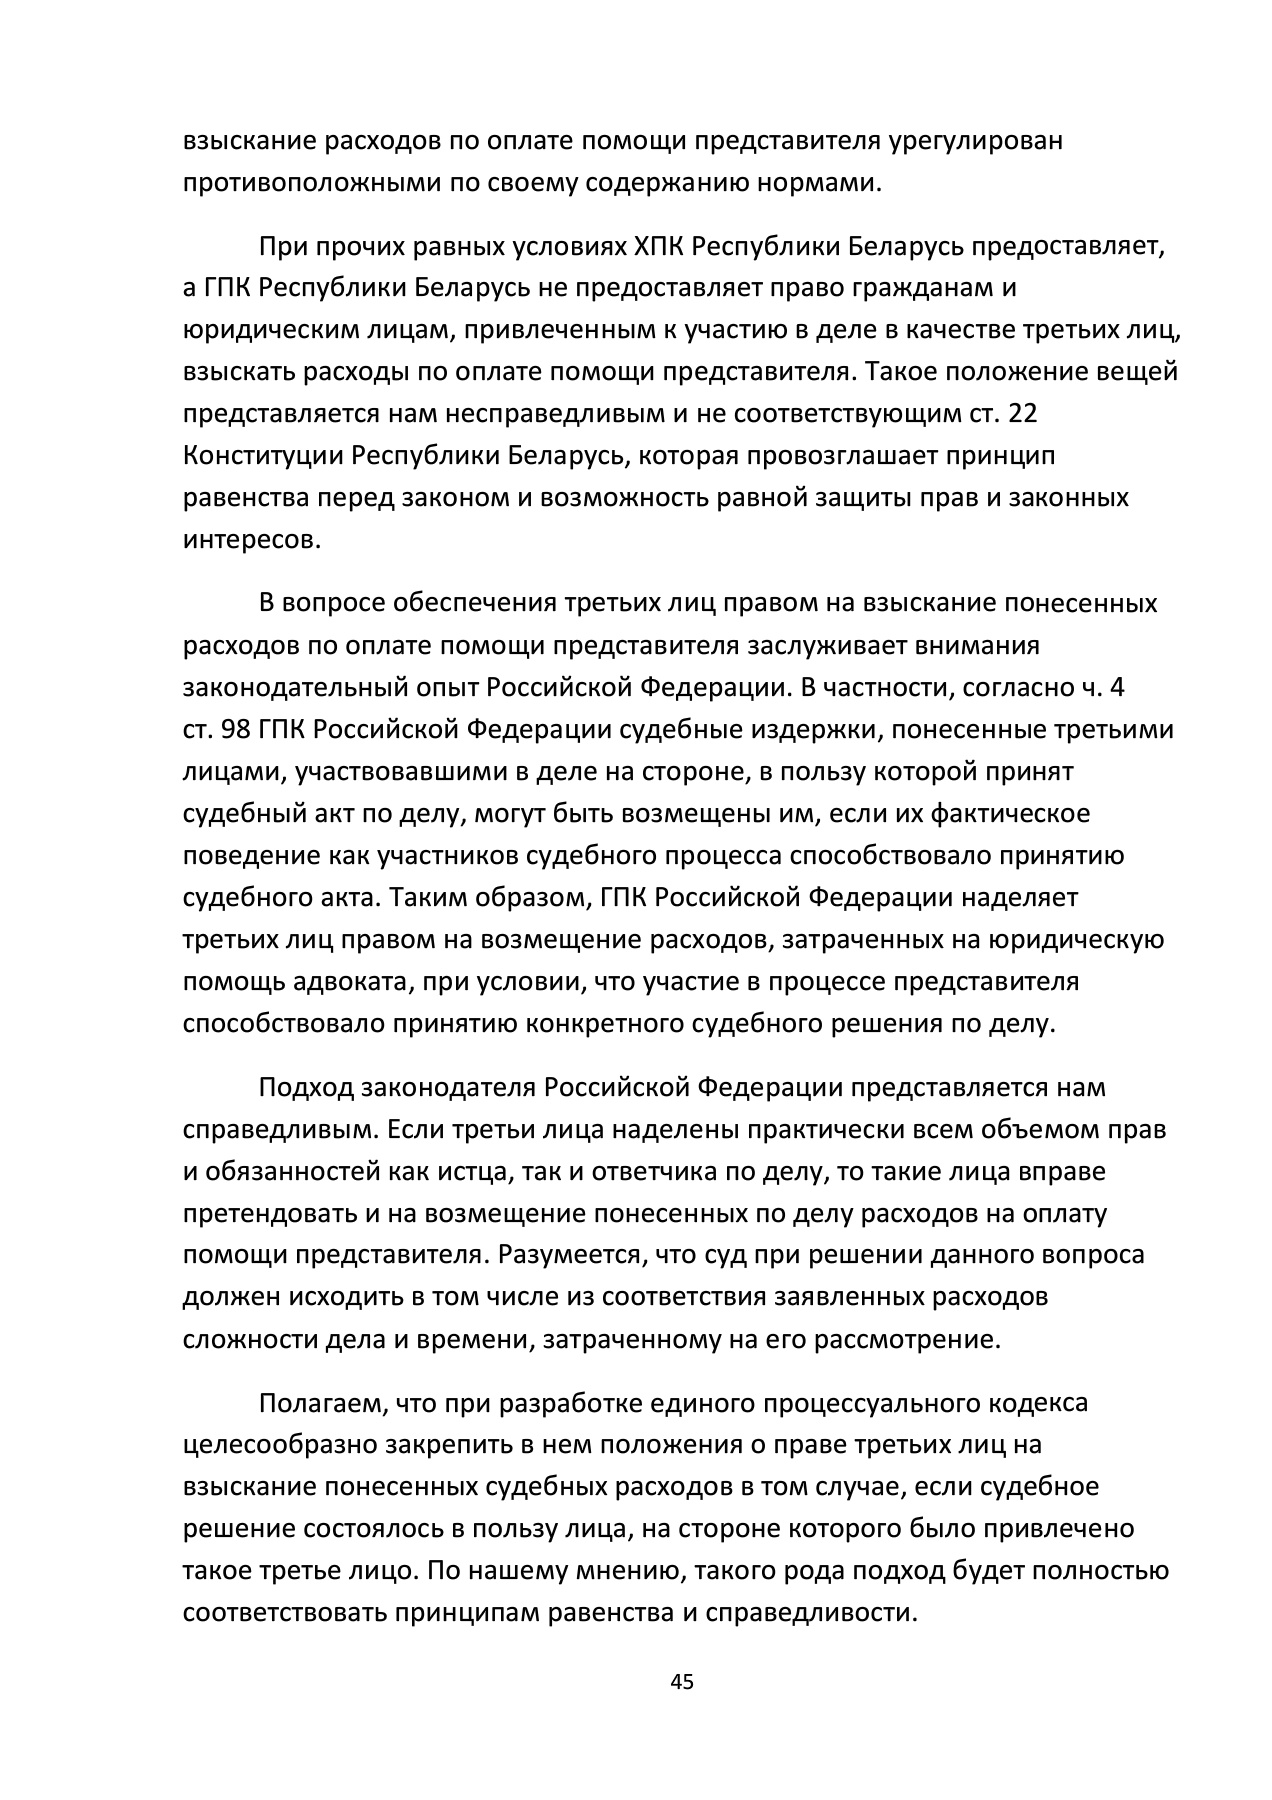 взыскание расходов по оплате помощи представителя урегулирован
противоположными по своему содержанию нормами.
При прочих равных условиях ХПК Республики Беларусь предоставляет,
а ГПК Республики Беларусь не предоставляет право гражданам и
юридическим лицам, привлеченным к участию в деле в качестве третьих лиц,
взыскать расходы по оплате помощи представителя. Такое положение вещей
представляется нам несправедливым и не соответствующим ст. 22
Конституции Республики Беларусь, которая провозглашает принцип
равенства перед законом и возможность равной защиты прав и законных
интересов.
В вопросе обеспечения третьих лиц правом на взыскание понесенных
расходов по оплате помощи представителя заслуживает внимания
законодательный опыт Российской Федерации. В частности, согласно ч. 4
ст. 98 ГПК Российской Федерации судебные издержки, понесенные третьими
лицами, участвовавшими в деле на стороне, в пользу которой принят
судебный акт по делу, могут быть возмещены им, если их фактическое
поведение как участников судебного процесса способствовало принятию
судебного акта. Таким образом, ГПК Российской Федерации наделяет
третьих лиц правом на возмещение расходов, затраченных на юридическую
помощь адвоката, при условии, что участие в процессе представителя
способствовало принятию конкретного судебного решения по делу.
Подход законодателя Российской Федерации представляется нам
справедливым. Если третьи лица наделены практически всем объемом прав
и обязанностей как истца, так и ответчика по делу, то такие лица вправе
претендовать и на возмещение понесенных по делу расходов на оплату
помощи представителя. Разумеется, что суд при решении данного вопроса
должен исходить в том числе из соответствия заявленных расходов
сложности дела и времени, затраченному на его рассмотрение.
Полагаем, что при разработке единого процессуального кодекса
целесообразно закрепить в нем положения о праве третьих лиц на
взыскание понесенных судебных расходов в том случае, если судебное
решение состоялось в пользу лица, на стороне которого было привлечено
такое третье лицо. По нашему мнению, такого рода подход будет полностью
соответствовать принципам равенства и справедливости.
45